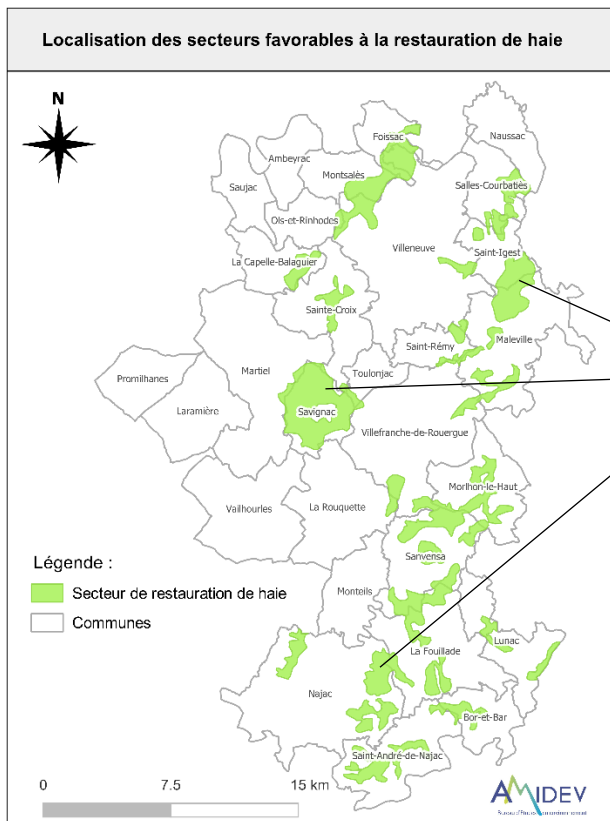 Localisation des secteurs favorables à la restauration de haie
N
Foissac
Naussac
Ambeyrac
Montsalès
Salles-Courbatiès
Saujac
Ols-et-Rinhodes
Villeneuve
Saint-Igest
La Capelle-Balaguier
Sainte-Croix
Saint-Rémy
Maleville
Martiel
Toulonjac
Promilhanes
Laramière
Savignac
Villefranche-de-Rouergue
Morlhon-le-Haut
Vailhourles
La Rouquette
Sanvensa
Légende :
Secteur de restauration de haie
Communes
Monteils
Lunac
La Fouillade
Najac
Bor-et-Bar
Saint-André-de-Najac
0 7.5 15 km
AMIDEV